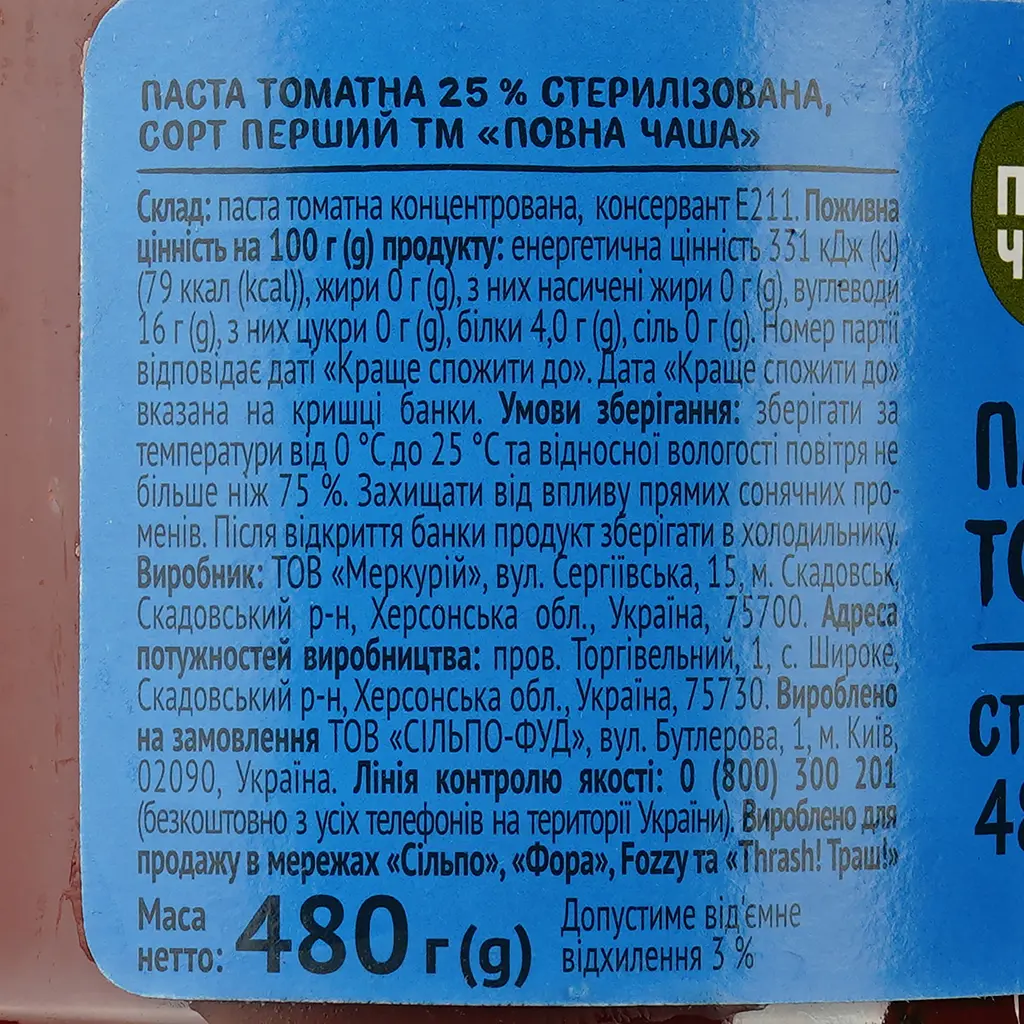 ПАСТА ТОМАТНА 25 % СТЕРИЛІЗОВАНА,
СОРТ ПЕРШИЙ ТМ «ПОВНА ЧАША»
Склад: паста томатна концентрована, консервант Е211. Поживна
цінність на 100 г (g) продукту: енергетична цінність 331 кДж (kJ)
(79 ккал (kcal)), жири 0 г (g), з них насичені жири 0 г (g), вуглеводи
16 г (g), з них цукри 0 г (g), білки 4,0 г (g), сіль 0 г (g). Номер партії
відповідає даті «Краще спожити до». Дата «Краще спожити до»
вказана на кришці банки. Умови зберігання: зберігати за
температури від 0 °С до 25 °С та відносної вологості повітря не
більше ніж 75 %. Захищати від впливу прямих сонячних про-
менів. Після відкриття банки продукт зберігати в холодильнику.
Виробник: ТОВ «Меркурій», вул. Сергіївська, 15, м. Скадовськ,
Скадовський р-н, Херсонська обл., Україна, 75700. Адреса
потужностей виробництва: пров. Торгівельний, 1, с. Широке,
Скадовський р-н, Херсонська обл., Україна, 75730. Вироблено
на замовлення ТОВ «СІЛЬПО-ФУД», вул. Бутлерова, 1, м. Київ,
02090, Україна. Лінія контролю якості: 0 (800) 300 201
(безкоштовно з усіх телефонів на території України). Вироблено для
продажу в мережах «Сільпо», «Фора», Fozzy та «Thrash! Траш!»
Маса
нетто: 480 г (g)
Допустиме від'ємне
відхилення 3 %